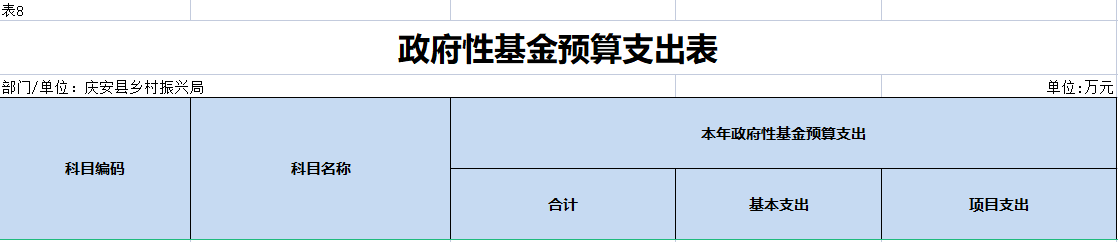 表8
政府性基金预算支出表
部门/单位：庆安县乡村振兴局 单位:万元
科目编码 科目名称 本年政府性基金预算支出
合计 基本支出 项目支出